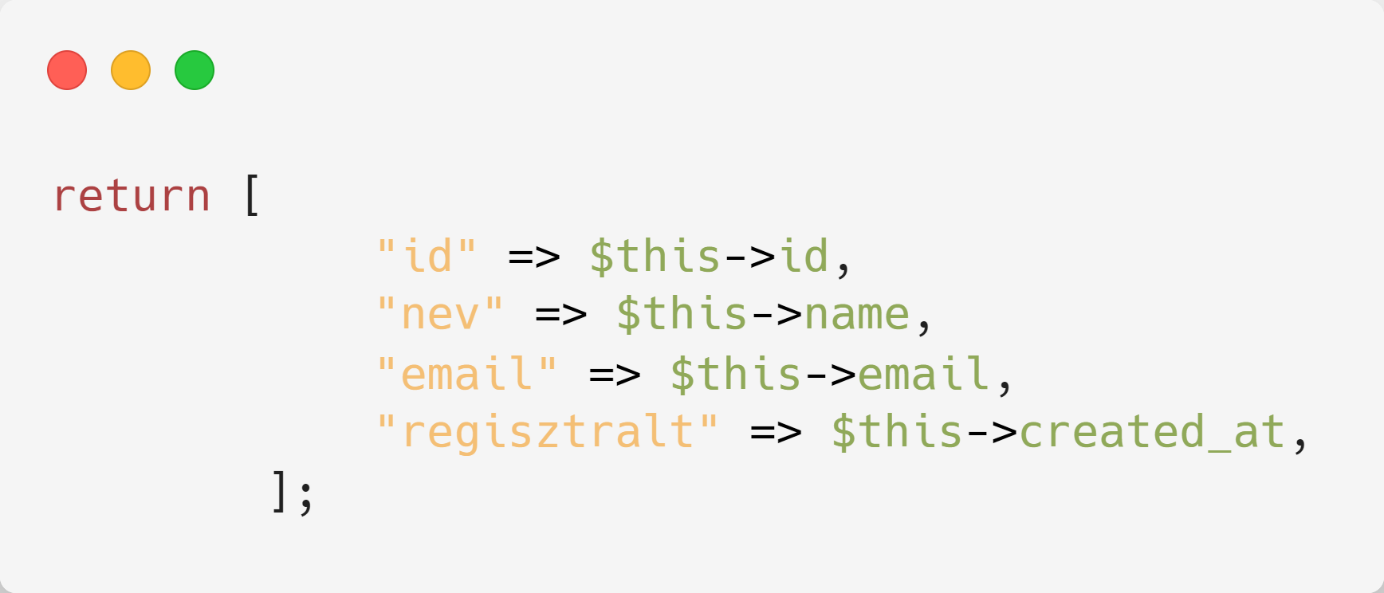 return [
"id" => $this->id,
"nev" => $this->name,
"email" => $this->email,
"regisztralt" => $this->created_at,
];